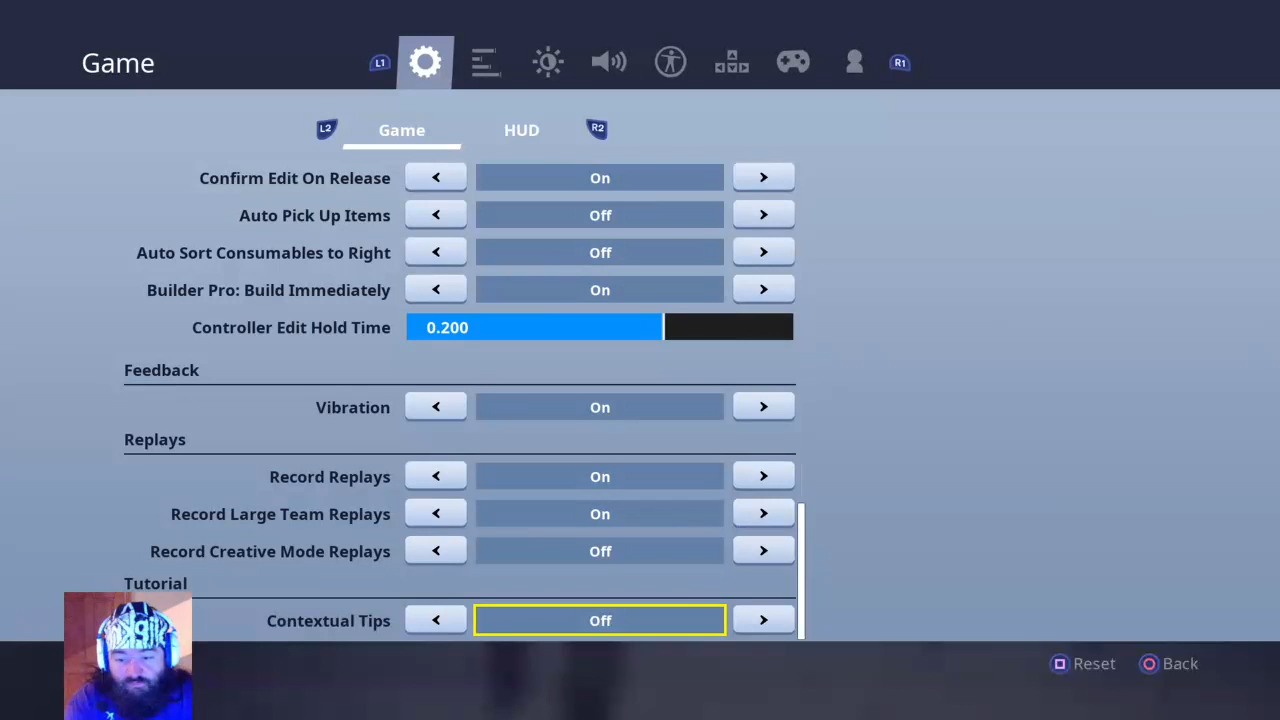 Game
L1
R1
L2
Game
HUD
R2
Confirm Edit On Release
On
Auto Pick Up Items
Off
Auto Sort Consumables to Right
Off
Builder Pro: Build Immediately
On
Controller Edit Hold Time
0.200
Feedback
Vibration
On
Replays
Record Replays
On
Record Large Team Replays
On
Record Creative Mode Replays
Off
Tutorial
Contextual Tips
Off
Reset
Back